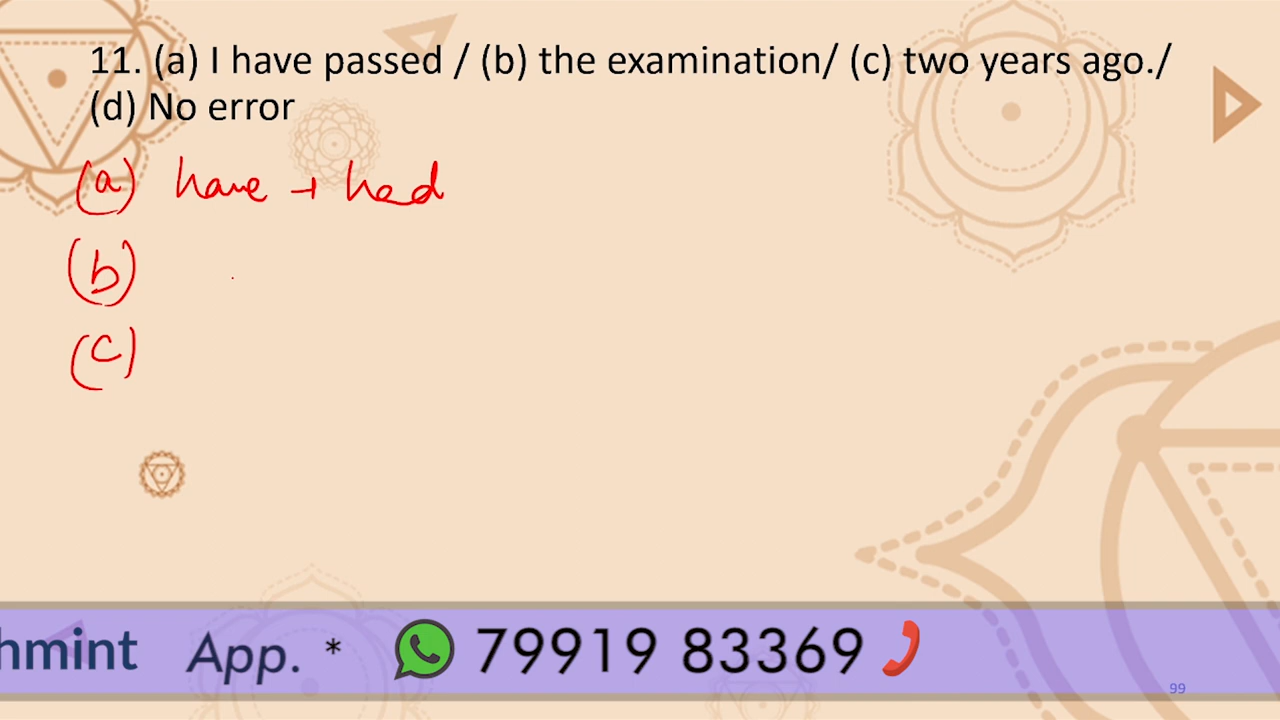 11. (a) I have passed / (b) the examination/ (c) two years ago./
(d) No error
(a) have → had
(b)
(c)
hmint App. * 79919 83369
99